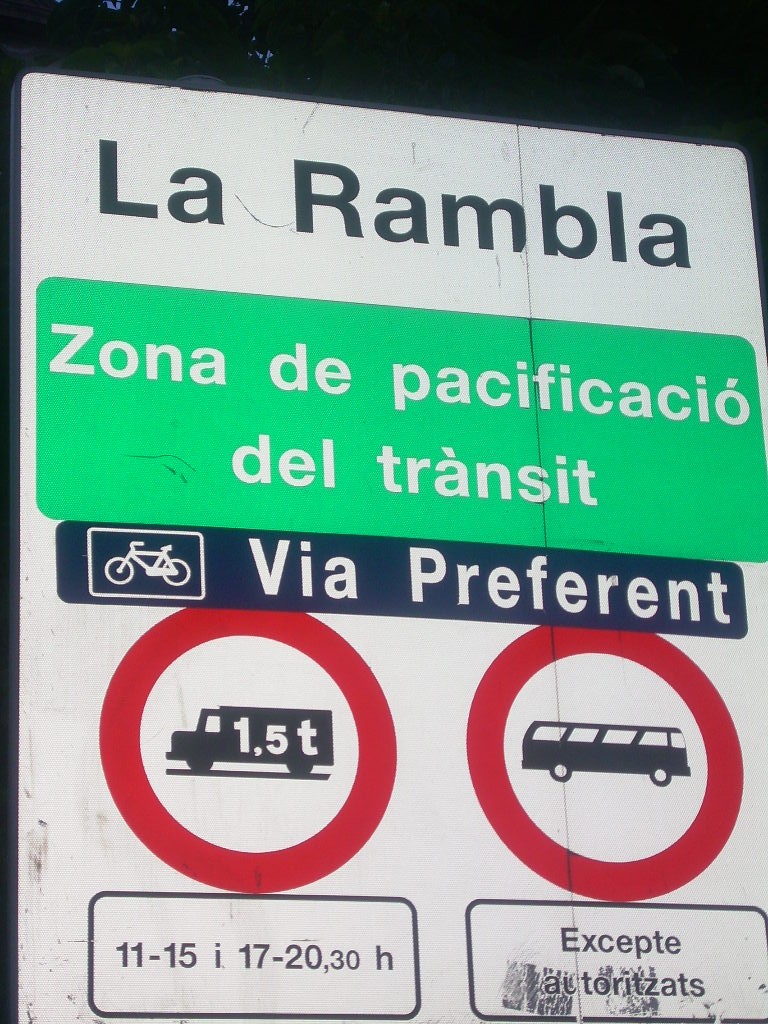 La Rambla
Zona de pacificació
del trànsit
Via Preferent
1,5 t
11-15 i 17-20,30 h
Excepte
autoritzats